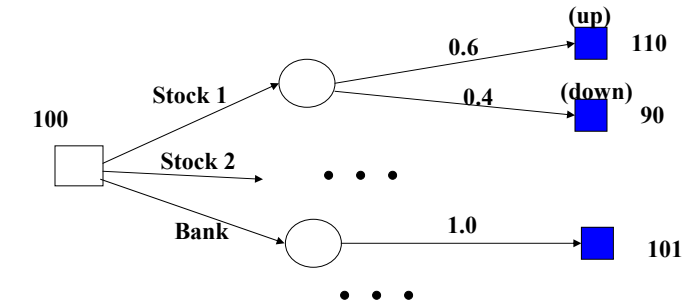 (up)
0.6
110
Stock 1
0.4
(down)
90
100
Stock 2
• • •
Bank
1.0
101
• • •